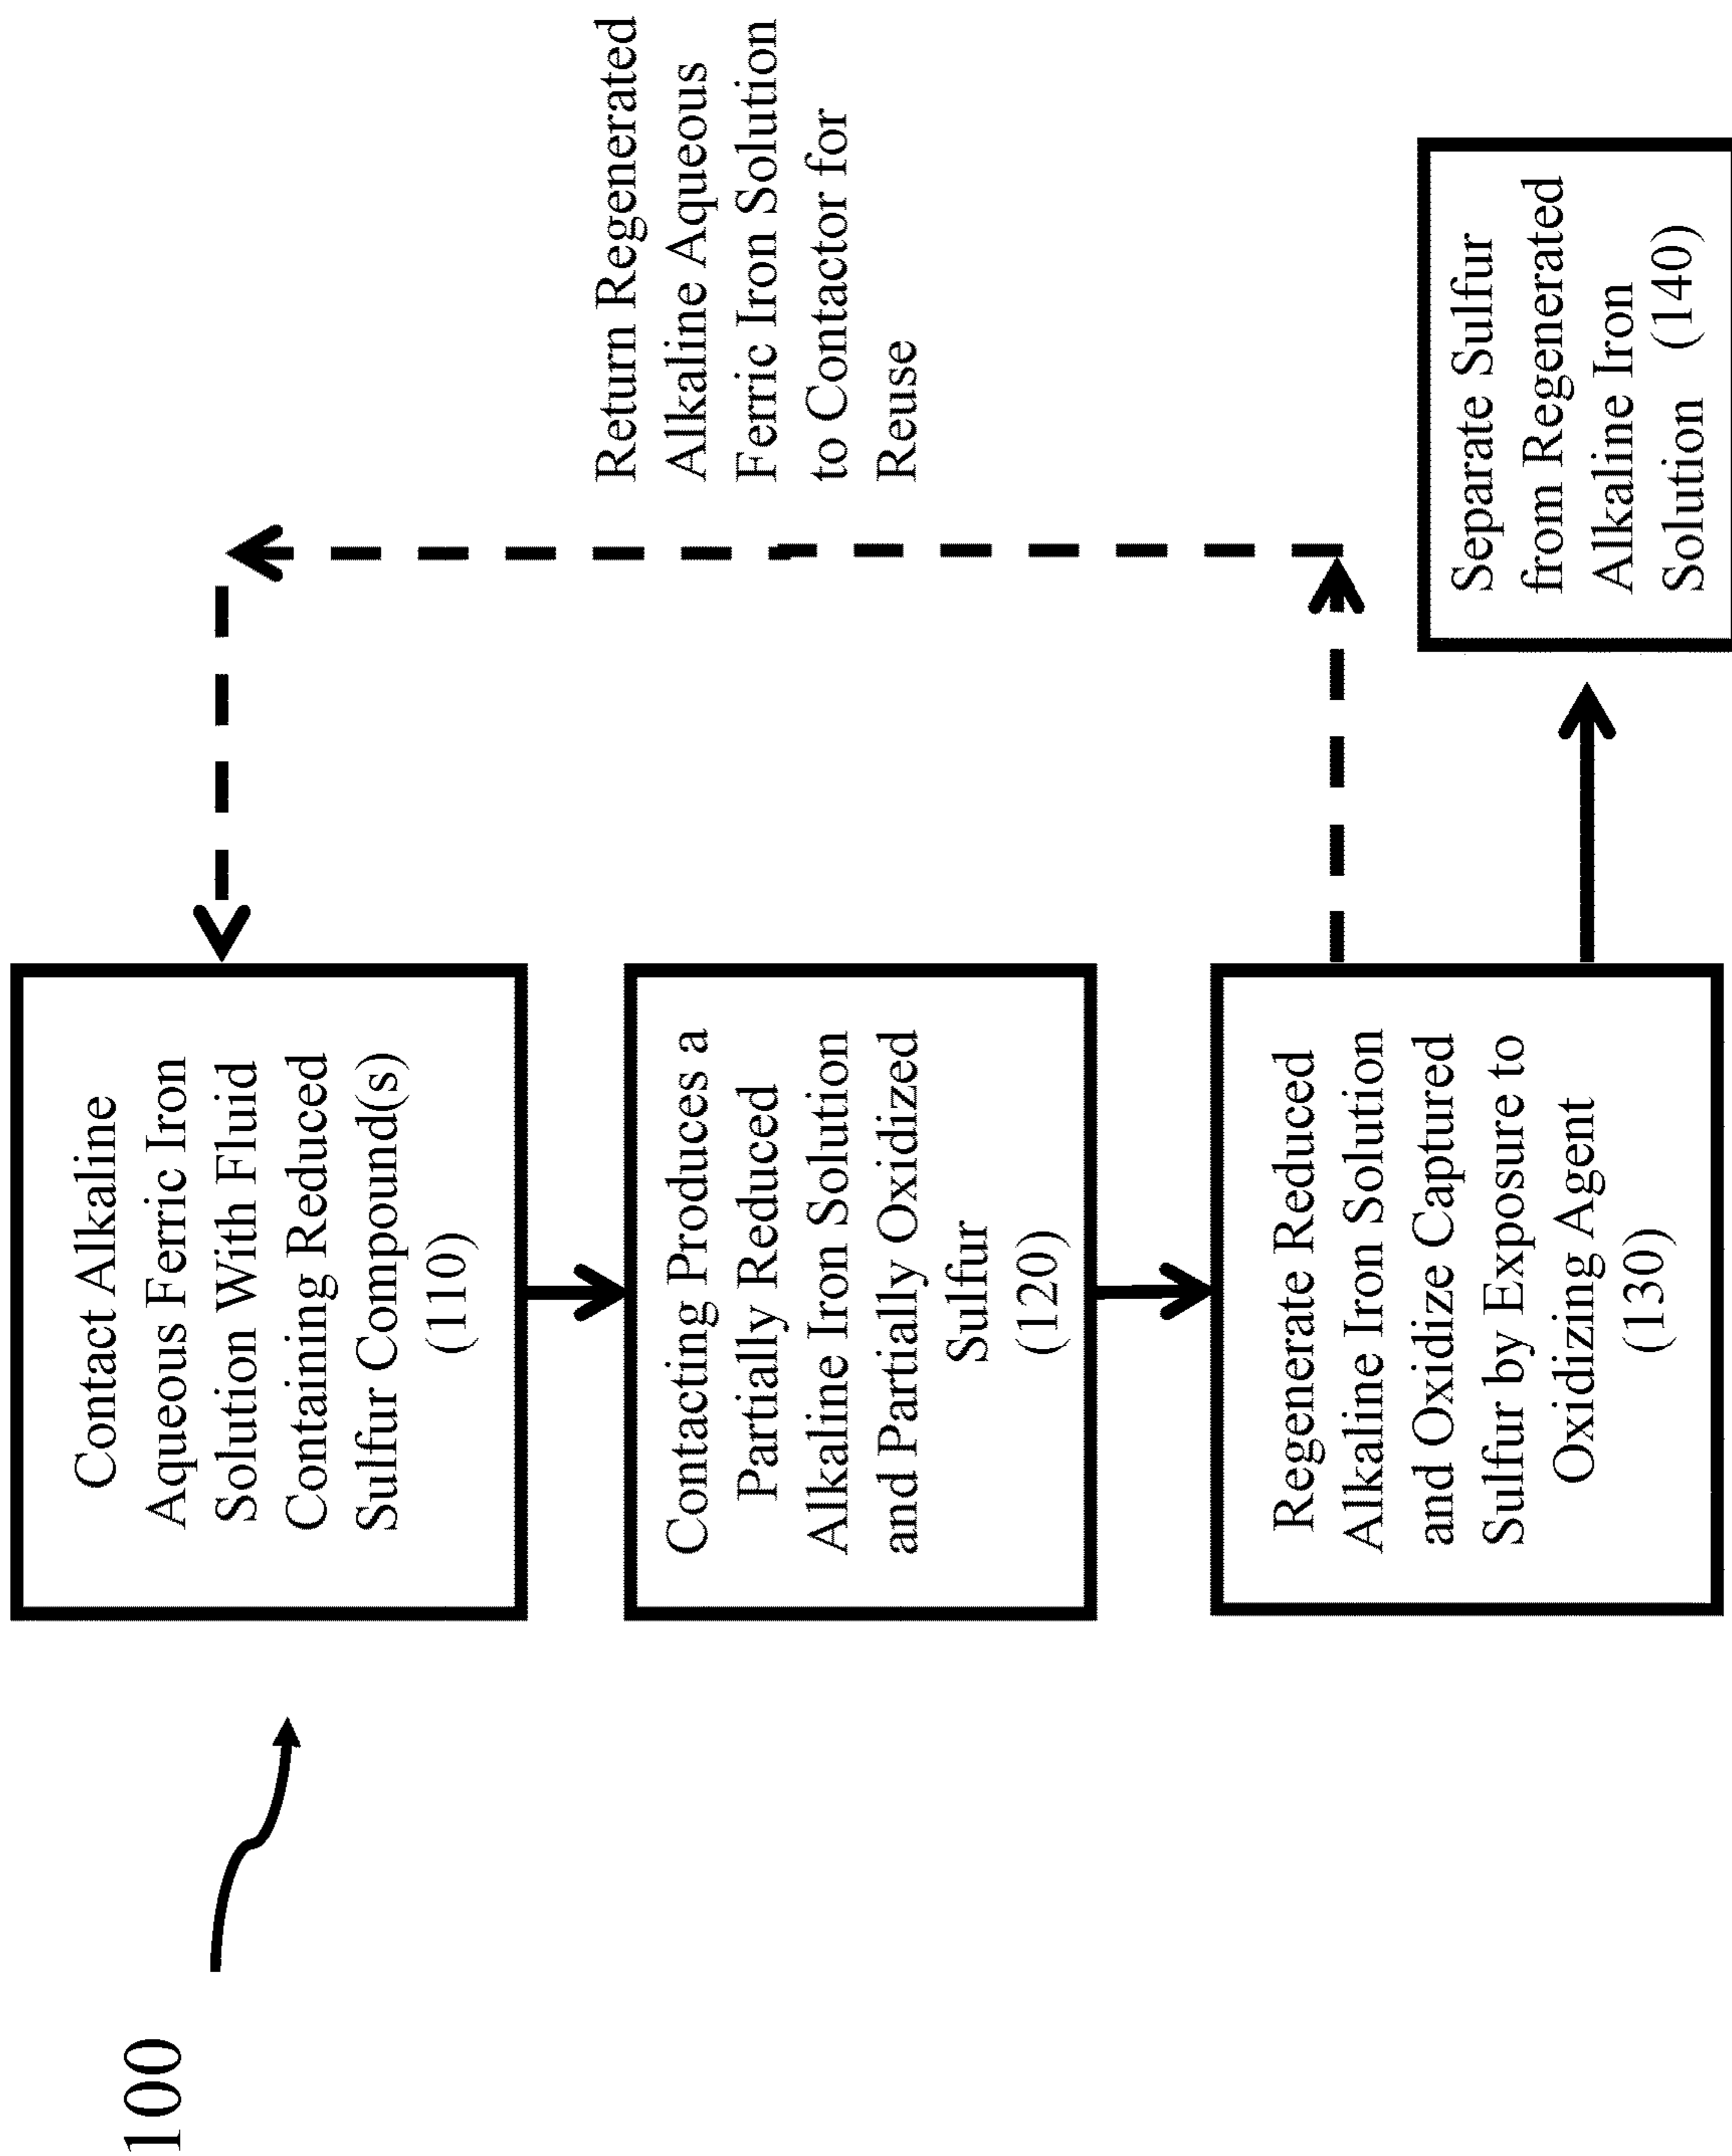 100
Contact Alkaline
Aqueous Ferric Iron
Solution With Fluid
Containing Reduced
Sulfur Compound(s)
(110)
Contacting Produces a
Partially Reduced
Alkaline Iron Solution
and Partially Oxidized
Sulfur
(120)
Regenerate Reduced
Alkaline Iron Solution
and Oxidize Captured
Sulfur by Exposure to
Oxidizing Agent
(130)
Return Regenerated
Alkaline Aqueous
Ferric Iron Solution
to Contactor for
Reuse
Separate Sulfur
from Regenerated
Alkaline Iron
Solution (140)